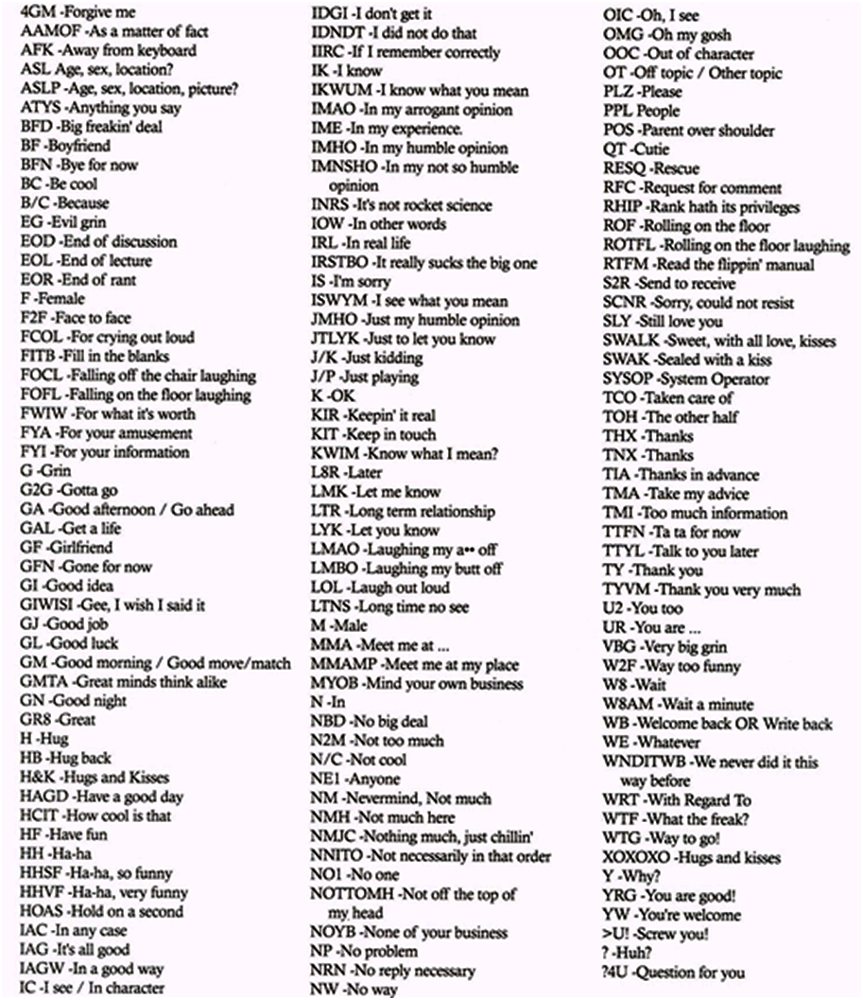 4GM -Forgive me
AAMOF -As a matter of fact
AFK -Away from keyboard
ASL Age, sex, location?
ASLP -Age, sex, location, picture?
ATYS -Anything you say
BFD -Big freakin' deal
BF -Boyfriend
BFN -Bye for now
BC -Be cool
B/C -Because
EG -Evil grin
EOD -End of discussion
EOL -End of lecture
EOR -End of rant
F -Female
F2F -Face to face
FCOL -For crying out loud
FITB -Fill in the blanks
FOCL -Falling off the chair laughing
FOFL -Falling on the floor laughing
FWIW -For what it's worth
FYA -For your amusement
FYI -For your information
G -Grin
G2G -Gotta go
GA -Good afternoon / Go ahead
GAL -Get a life
GF -Girlfriend
GFN -Gone for now
GI -Good idea
GIWISI -Gee, I wish I said it
GJ -Good job
GL -Good luck
GM -Good morning / Good move/match
GMTA -Great minds think alike
GN -Good night
GR8 -Great
H -Hug
HB -Hug back
H&K -Hugs and Kisses
HAGD -Have a good day
HCIT -How cool is that
HF -Have fun
HH -Ha-ha
HHSF -Ha-ha, so funny
HHVF -Ha-ha, very funny
HOAS -Hold on a second
IAC -In any case
IAG -It's all good
IAGW -In a good way
IC -I see / In character
IDGI -I don't get it
IDNDT -I did not do that
IIRC -If I remember correctly
IK -I know
IKWUM -I know what you mean
IMAO -In my arrogant opinion
IME -In my experience.
IMHO -In my humble opinion
IMNSHO -In my not so humble
opinion
INRS -It's not rocket science
IOW -In other words
IRL -In real life
IRSTBO -It really sucks the big one
IS -I'm sorry
ISWYM -I see what you mean
JMHO -Just my humble opinion
JTLYK -Just to let you know
J/K -Just kidding
J/P -Just playing
K -OK
KIR -Keepin' it real
KIT -Keep in touch
KWIM -Know what I mean?
L8R -Later
LMK -Let me know
LTR -Long term relationship
LYK -Let you know
LMAO -Laughing my a•• off
LMBO -Laughing my butt off
LOL -Laugh out loud
LTNS -Long time no see
M -Male
MMA -Meet me at ...
MMAMP -Meet me at my place
MYOB -Mind your own business
N -In
NBD -No big deal
N2M -Not too much
N/C -Not cool
NE1 -Anyone
NM -Nevermind, Not much
NMH -Not much here
NMJC -Nothing much, just chillin'
NNITO -Not necessarily in that order
NO1 -No one
NOTTOMH -Not off the top of
my head
NOYB -None of your business
NP -No problem
NRN -No reply necessary
NW -No way
OIC -Oh, I see
OMG -Oh my gosh
OOC -Out of character
OT -Off topic / Other topic
PLZ -Please
PPL People
POS -Parent over shoulder
QT -Cutie
RESQ -Rescue
RFC -Request for comment
RHIP -Rank hath its privileges
ROF -Rolling on the floor
ROTFL -Rolling on the floor laughing
RTFM -Read the flippin' manual
S2R -Send to receive
SCNR -Sorry, could not resist
SLY -Still love you
SWALK -Sweet, with all love, kisses
SWAK -Sealed with a kiss
SYSOP -System Operator
TCO -Taken care of
TOH -The other half
THX -Thanks
TNX -Thanks
TIA -Thanks in advance
TMA -Take my advice
TMI -Too much information
TTFN -Ta ta for now
TTYL -Talk to you later
TY -Thank you
TYVM -Thank you very much
U2 -You too
UR -You are ...
VBG -Very big grin
W2F -Way too funny
W8 -Wait
W8AM -Wait a minute
WB -Welcome back OR Write back
WE -Whatever
WNDITWB -We never did it this
way before
WRT -With Regard To
WTF -What the freak?
WTG -Way to go!
XOXOXO -Hugs and kisses
Y -Why?
YRG -You are good!
YW -You're welcome
>U! -Screw you!
? -Huh?
?4U -Question for you